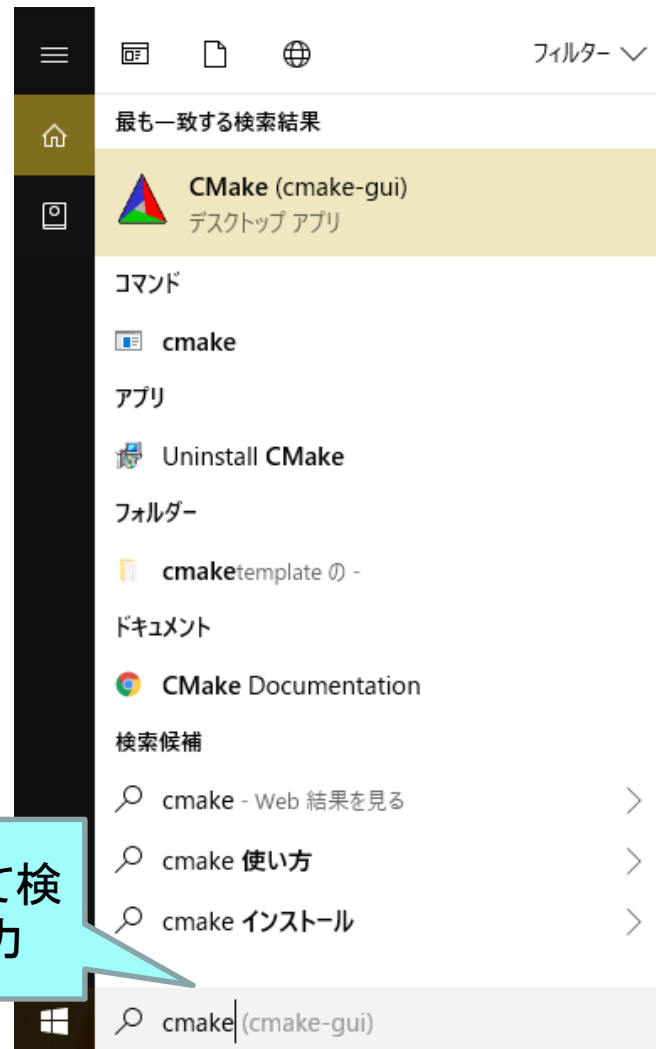 フィルター
最も一致する検索結果
CMake (cmake-gui)
デスクトップ アプリ
コマンド
cmake
アプリ
Uninstall CMake
フォルダー
cmaketemplate の -
ドキュメント
CMake Documentation
検索候補
cmake - Web 結果を見る
cmake 使い方
cmake インストール
て検
力
cmake (cmake-gui)